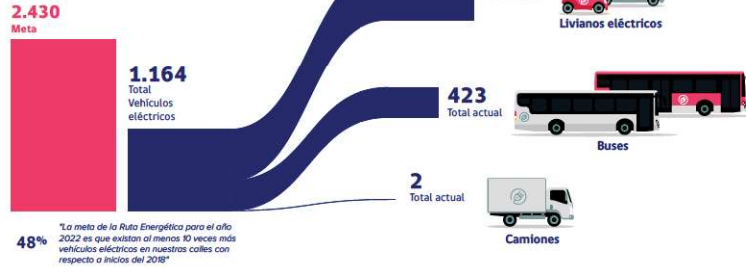 2.430
Meta
1.164
Total
Vehículos
eléctricos
Livianos eléctricos
423
Total actual
Buses
2
Total actual
Camiones
48%
"La meta de la Ruta Energética para el año
2022 es que existan al menos 10 veces más
vehículos eléctricos en nuestras calles con
respecto a inicios del 2018"